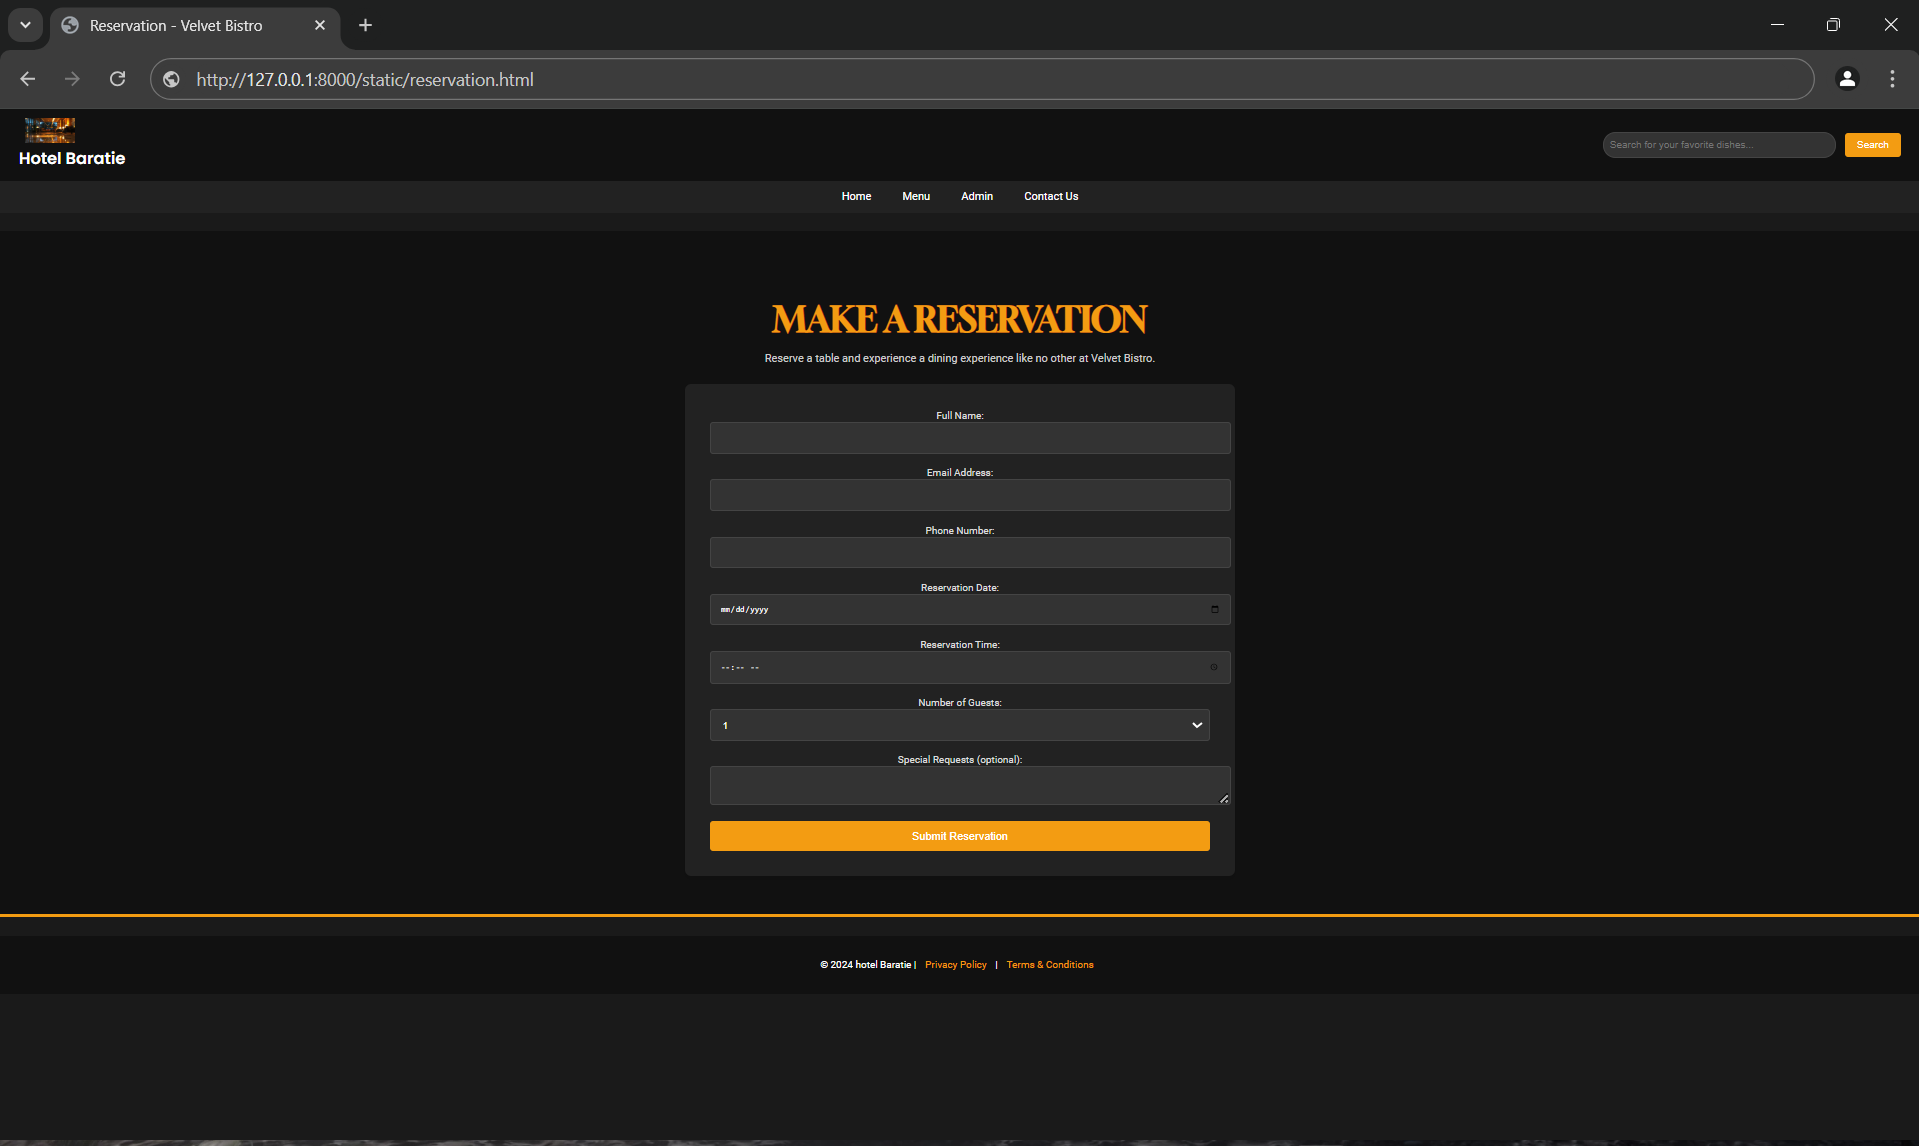 Reservation - Velvet Bistro
http://127.0.0.1:8000/static/reservation.html
Hotel Baratie
Search for your favorite dishes...
Search
Home Menu Admin Contact Us
MAKE A RESERVATION
Reserve a table and experience a dining experience like no other at Velvet Bistro.
Full Name:
Email Address:
Phone Number:
Reservation Date:
mm/dd/yyyy
Reservation Time:
--:-- --
Number of Guests:
1
Special Requests (optional):
Submit Reservation
© 2024 hotel Baratie | Privacy Policy | Terms & Conditions